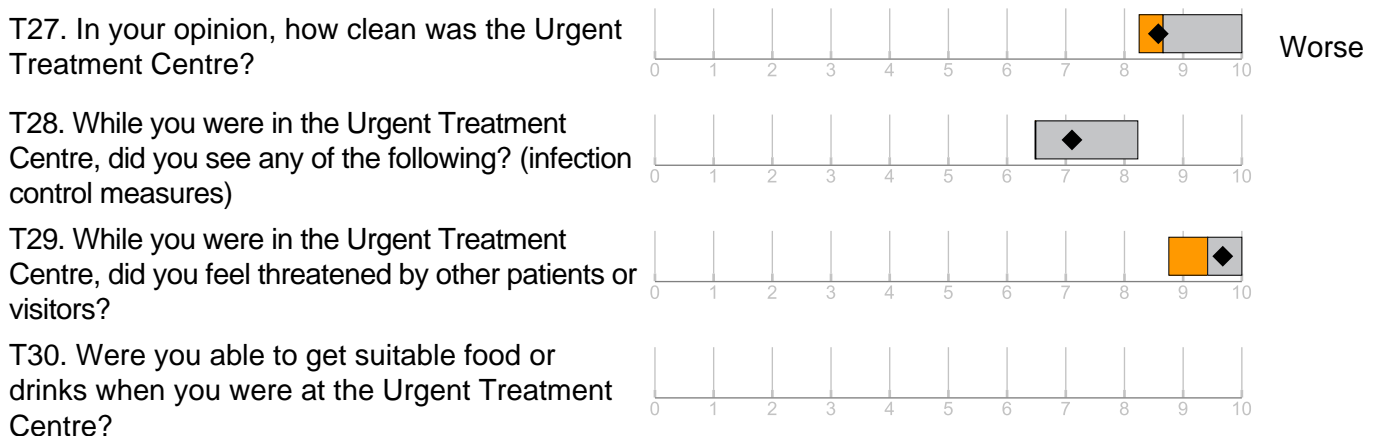 T27. In your opinion, how clean was the Urgent
Treatment Centre?
0 1 2 3 4 5 6 7 8 9 10
Worse
T28. While you were in the Urgent Treatment
Centre, did you see any of the following? (infection
control measures)
0 1 2 3 4 5 6 7 8 9 10
T29. While you were in the Urgent Treatment
Centre, did you feel threatened by other patients or
visitors?
0 1 2 3 4 5 6 7 8 9 10
T30. Were you able to get suitable food or
drinks when you were at the Urgent Treatment
Centre?
0 1 2 3 4 5 6 7 8 9 10